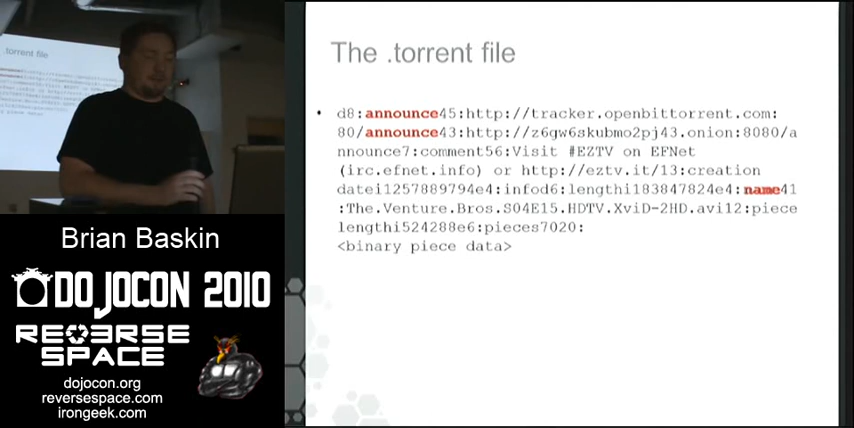 .torrent file
Brian Baskin
DOJOCON 2010
REVERSE
SPACE
dojocon.org
reversespace.com
irongeek.com
The .torrent file
• d8:announce45:http://tracker.openbittorrent.com:
80/announce43:http://z6gw6skubmo2pj43.onion:8080/a
nnounce7:comment56:Visit #EZTV on EFNet
(irc.efnet.info) or http://eztv.it/13:creation
datei1257889794e4:infod6:lengthi183847824e4:name41
:The.Venture.Bros.S04E15.HDTV.XviD-2HD.avi12:piece
lengthi524288e6:pieces7020:
<binary piece data>